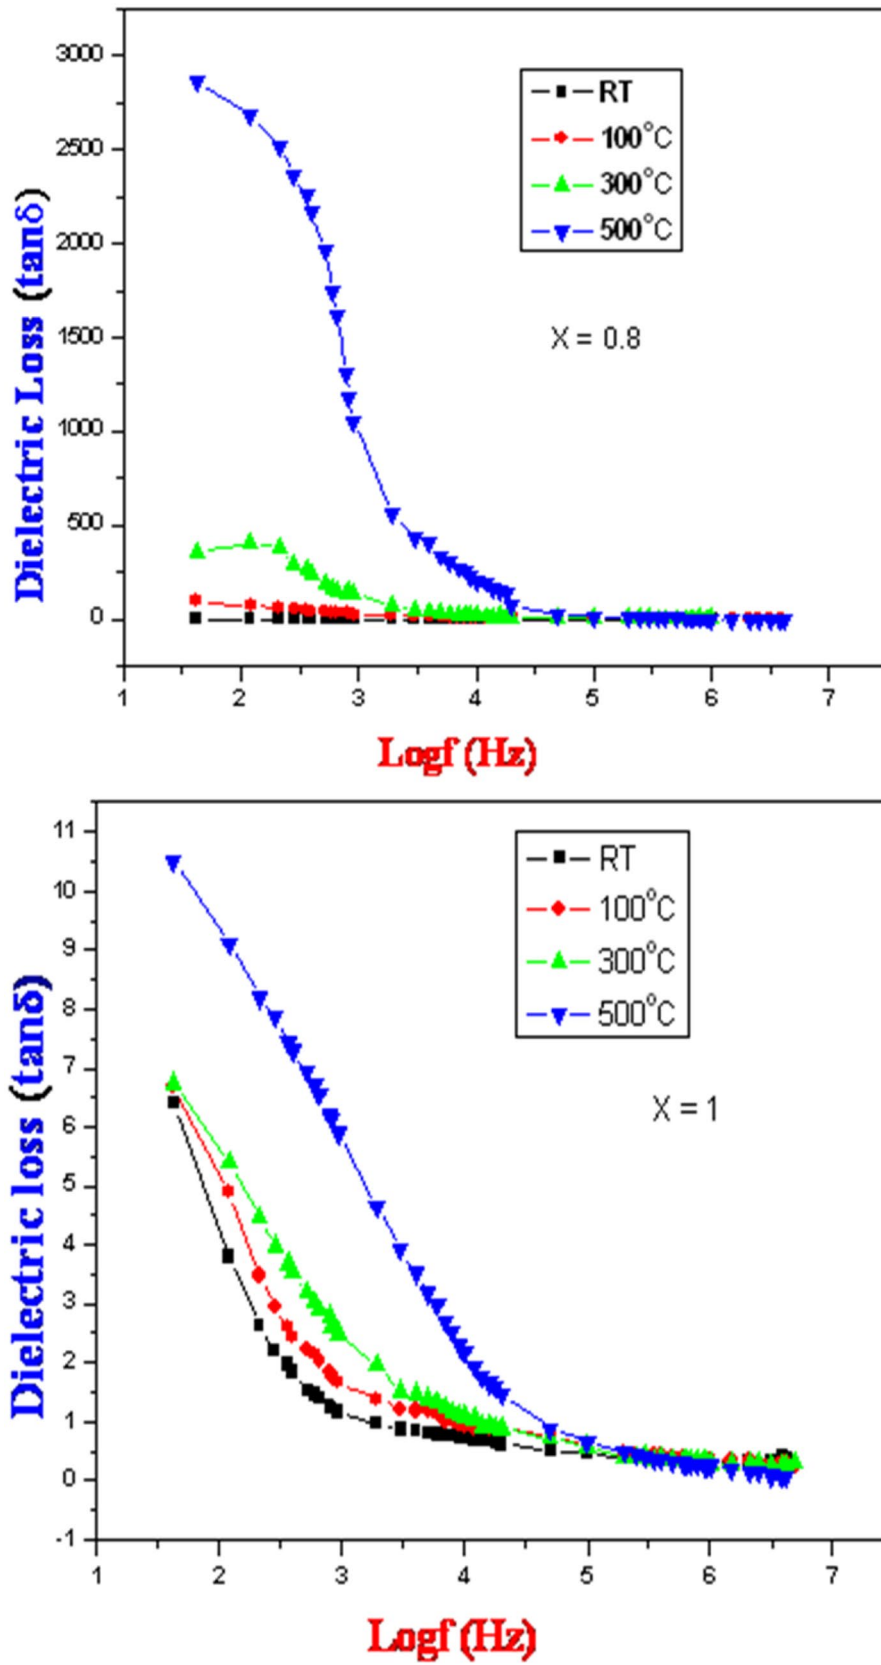 3000
2500
2000
1500
1000
500
0
Dielectric Loss (tanδ)
RT
100°C
300°C
500°C
X = 0.8
1 2 3 4 5 6 7
Logf (Hz)
11
10
9
8
7
6
5
4
3
2
1
0
-1
Dielectric loss (tanδ)
RT
100°C
300°C
500°C
X = 1
1 2 3 4 5 6 7
Logf (Hz)